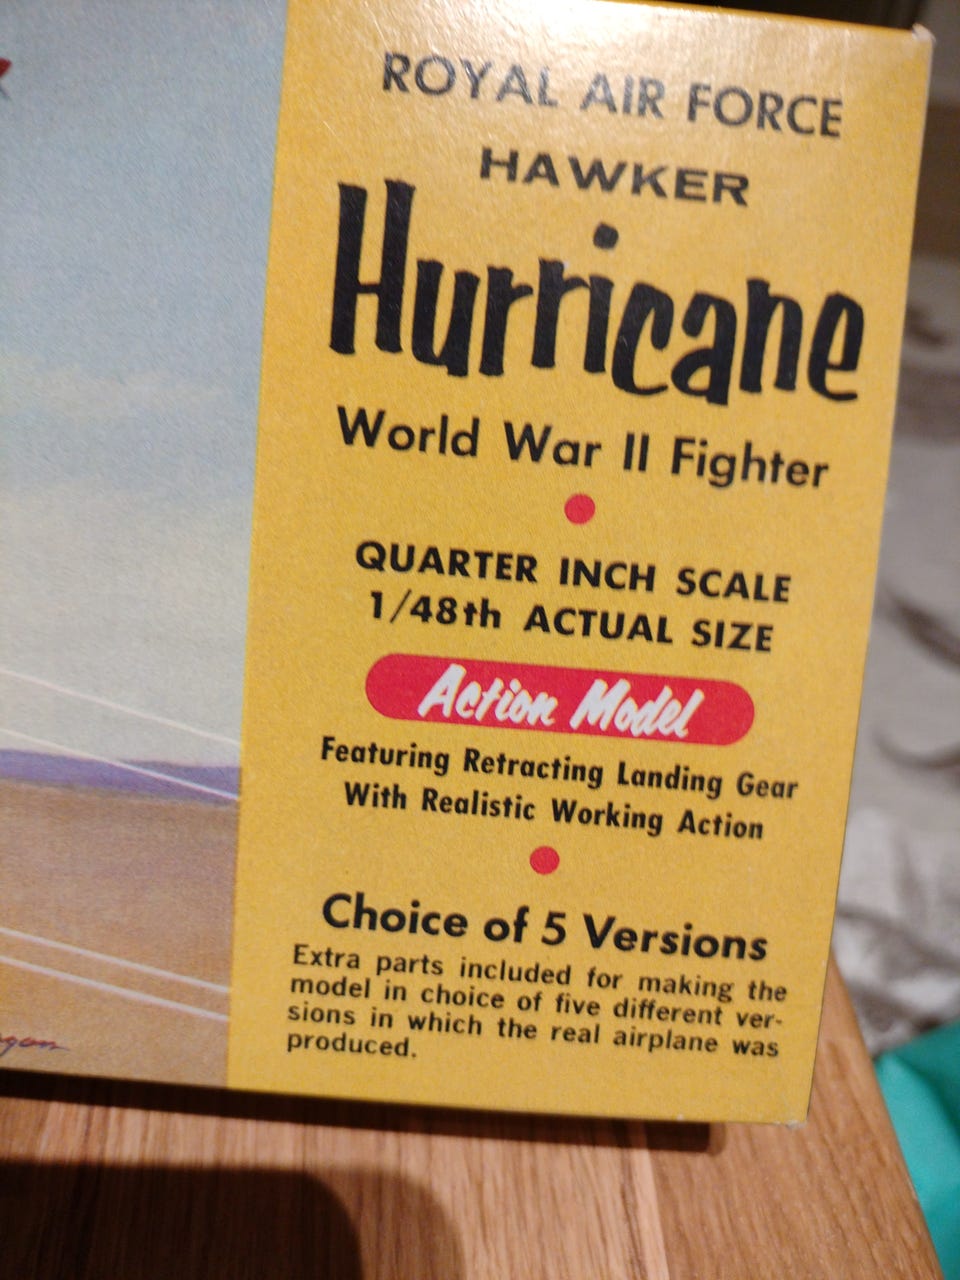 ROYAL AIR FORCE
HAWKER
Hurricane
World War II Fighter
QUARTER INCH SCALE
1/48th ACTUAL SIZE
Action Model
Featuring Retracting Landing Gear
With Realistic Working Action
Choice of 5 Versions
Extra parts included for making the
model in choice of five different ver-
sions in which the real airplane was
produced.